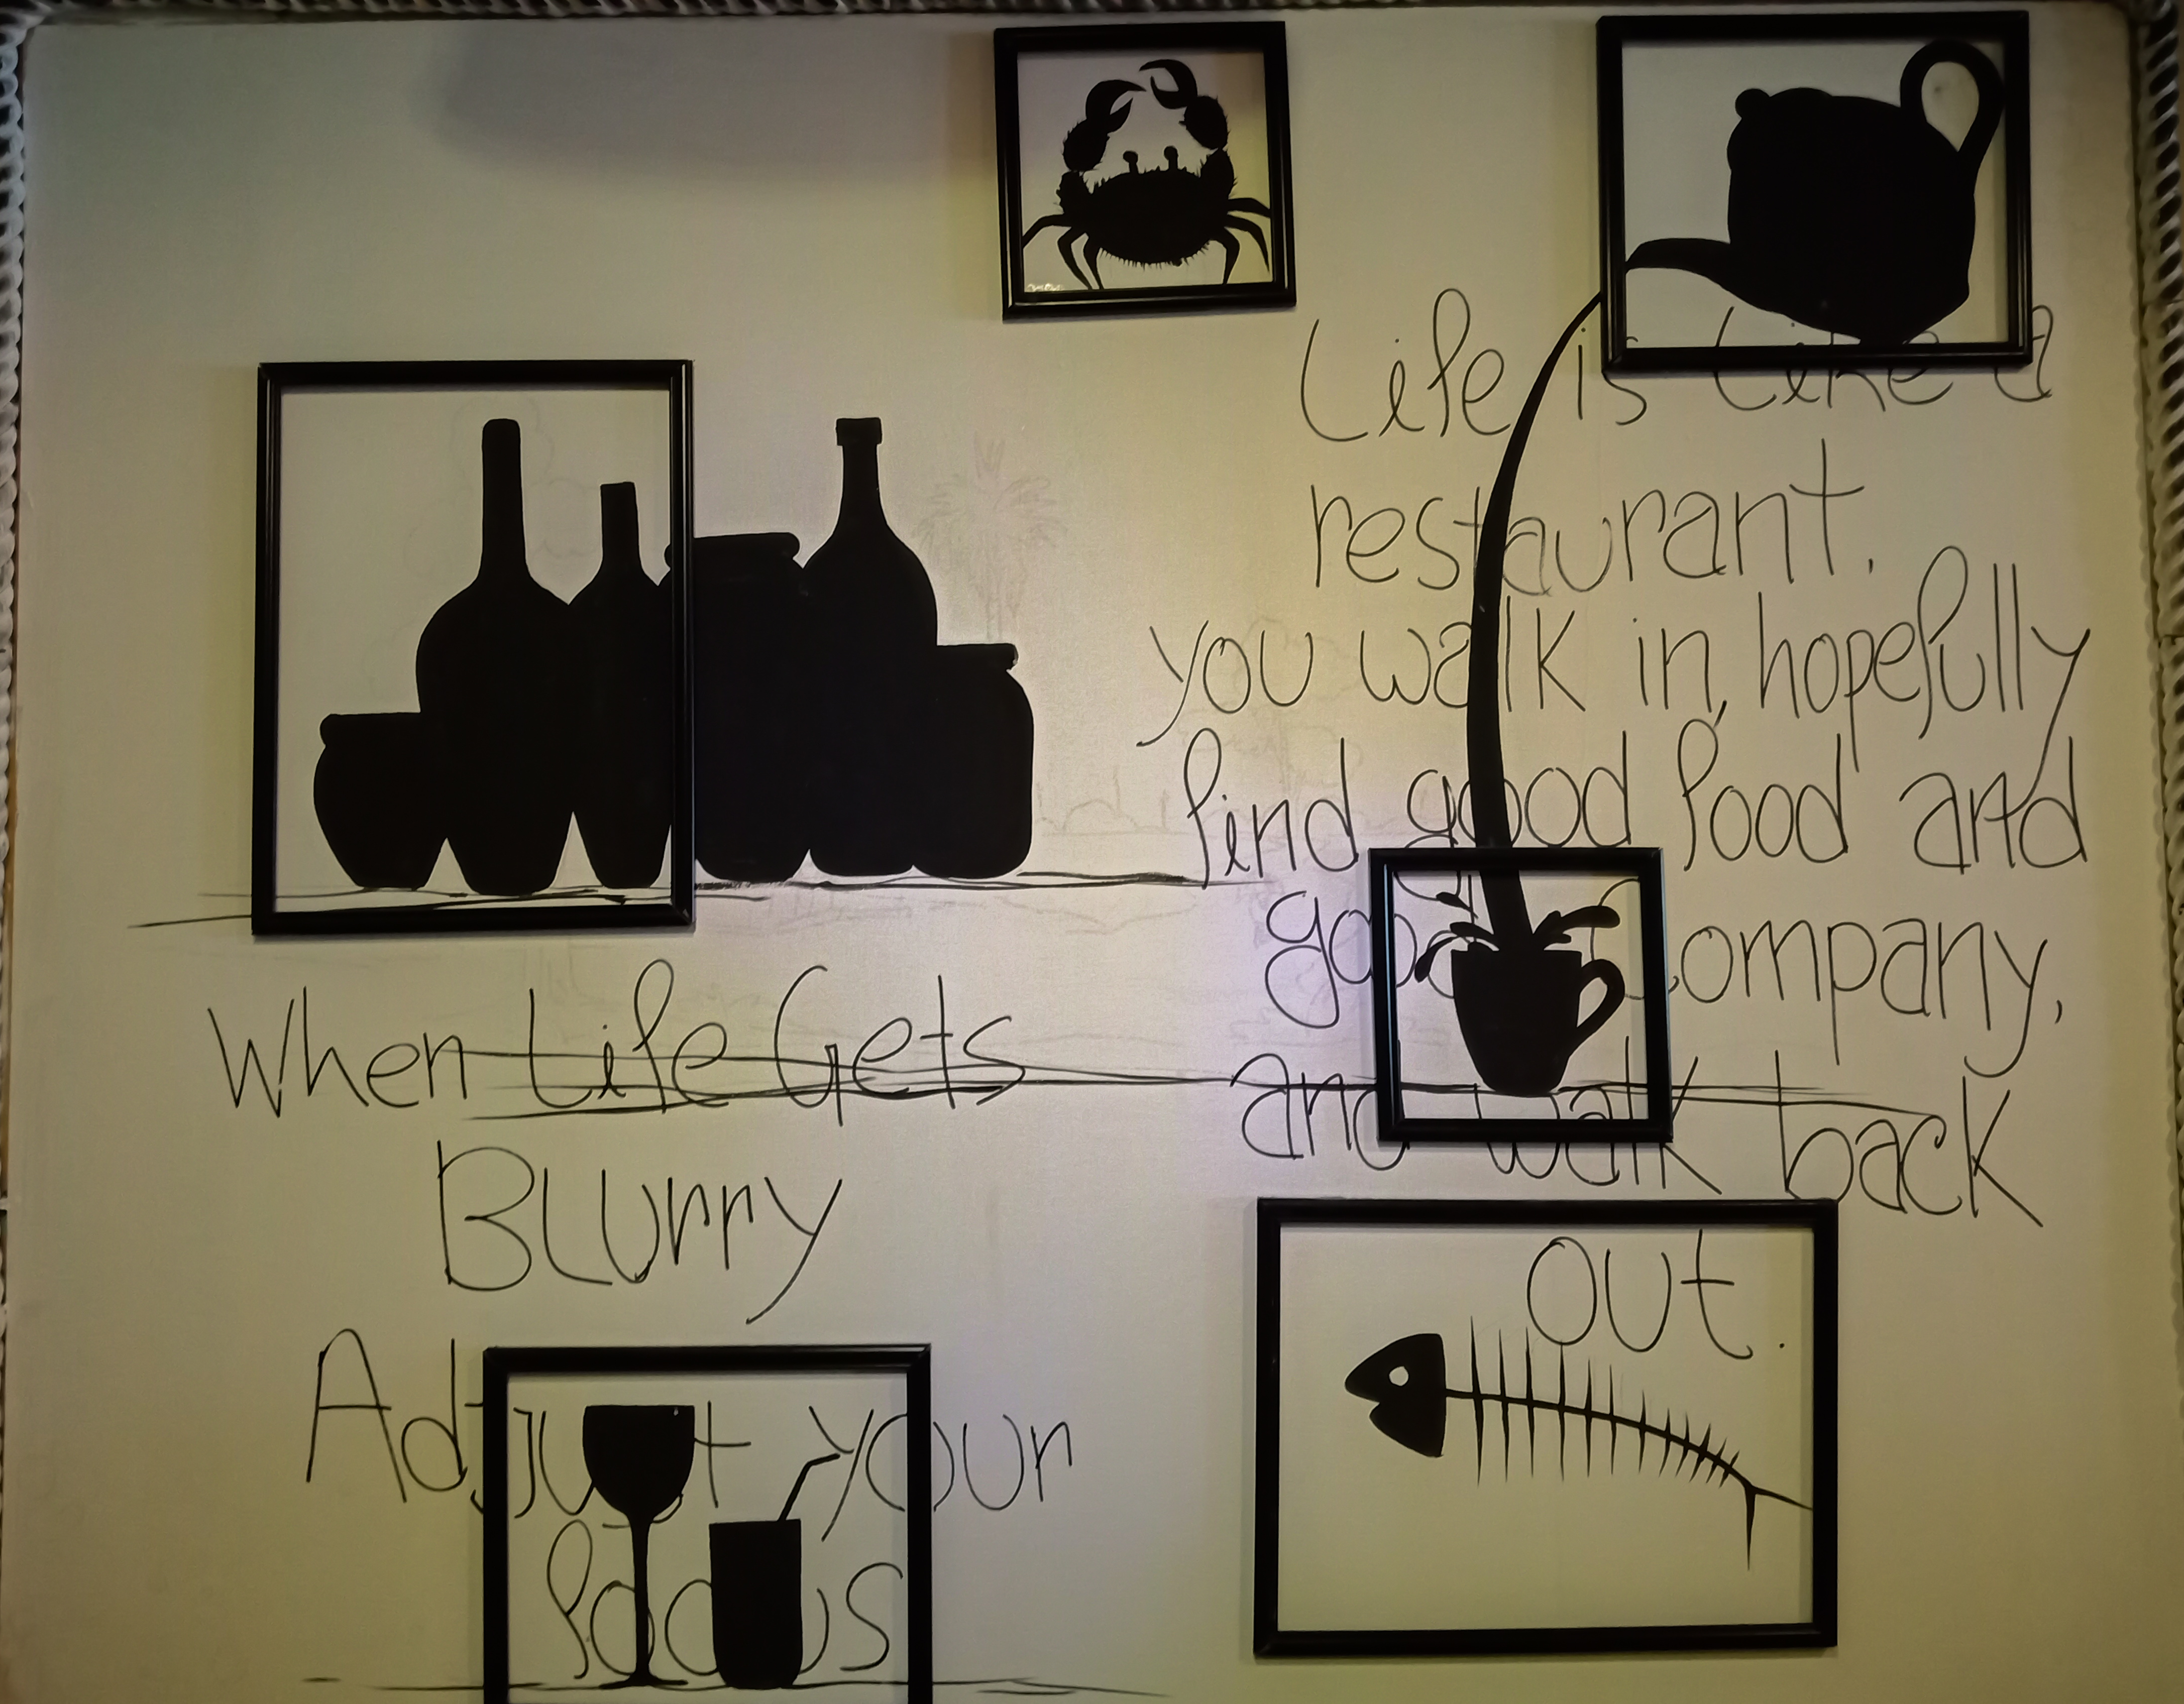 Life is like a
restaurant.
you walk in, hopefully
find good food and
good company,
and walk back
out.
When Life Gets
BLurry
Adjust your
focus